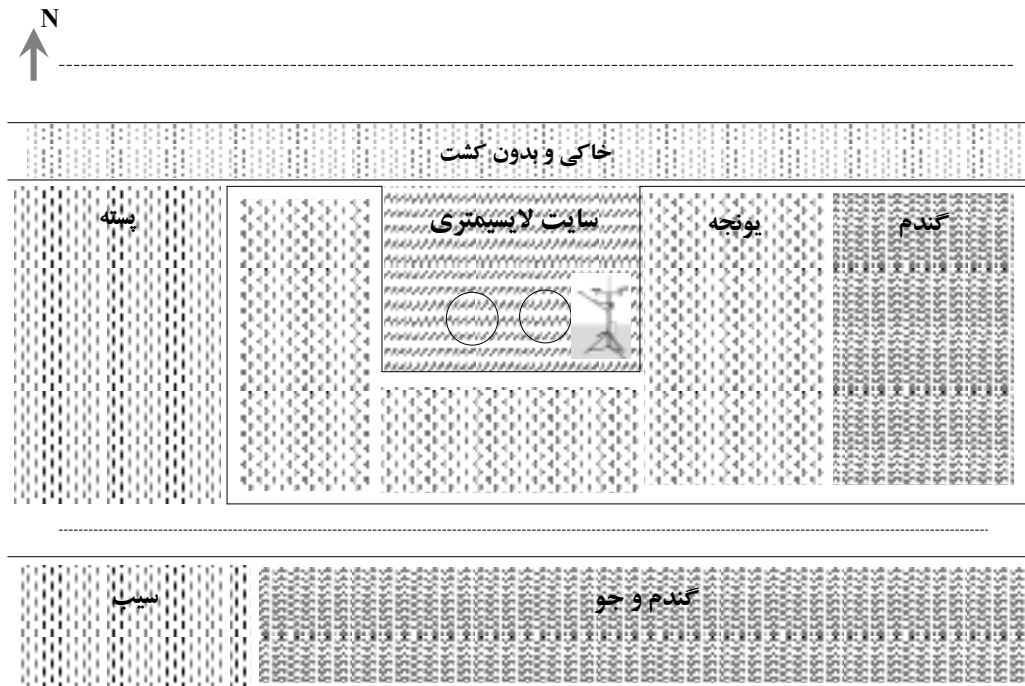 N
خاکی و بدون کشت
گندم
یونجه
سایت لایسیمتری
پسته
گندم و جو
سیب